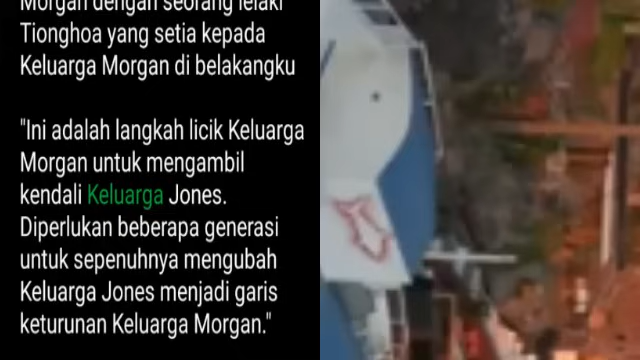 Morgan dengan seorang lelaki
Tionghoa yang setia kepada
Keluarga Morgan di belakangku
"Ini adalah langkah licik Keluarga
Morgan untuk mengambil
kendali Keluarga Jones.
Diperlukan beberapa generasi
untuk sepenuhnya mengubah
Keluarga Jones menjadi garis
keturunan Keluarga Morgan."